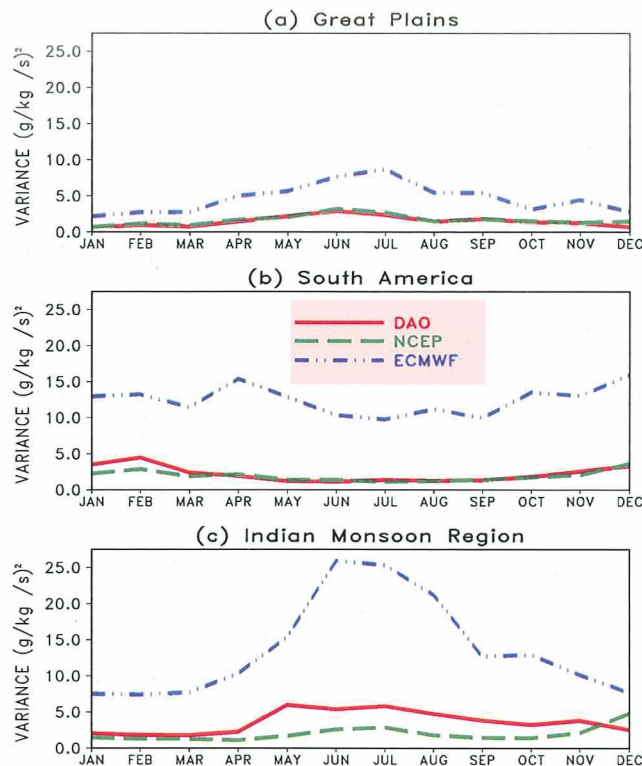 (a) Great Plains
VARIANCE (g/kg /s)²
25.0
20.0
15.0
10.0
5.0
0.0
JAN FEB MAR APR MAY JUN JUL AUG SEP OCT NOV DEC
(b) South America
VARIANCE (g/kg /s)²
25.0
20.0
15.0
10.0
5.0
0.0
DAO
NCEP
ECMWF
JAN FEB MAR APR MAY JUN JUL AUG SEP OCT NOV DEC
(c) Indian Monsoon Region
VARIANCE (g/kg /s)²
25.0
20.0
15.0
10.0
5.0
0.0
JAN FEB MAR APR MAY JUN JUL AUG SEP OCT NOV DEC